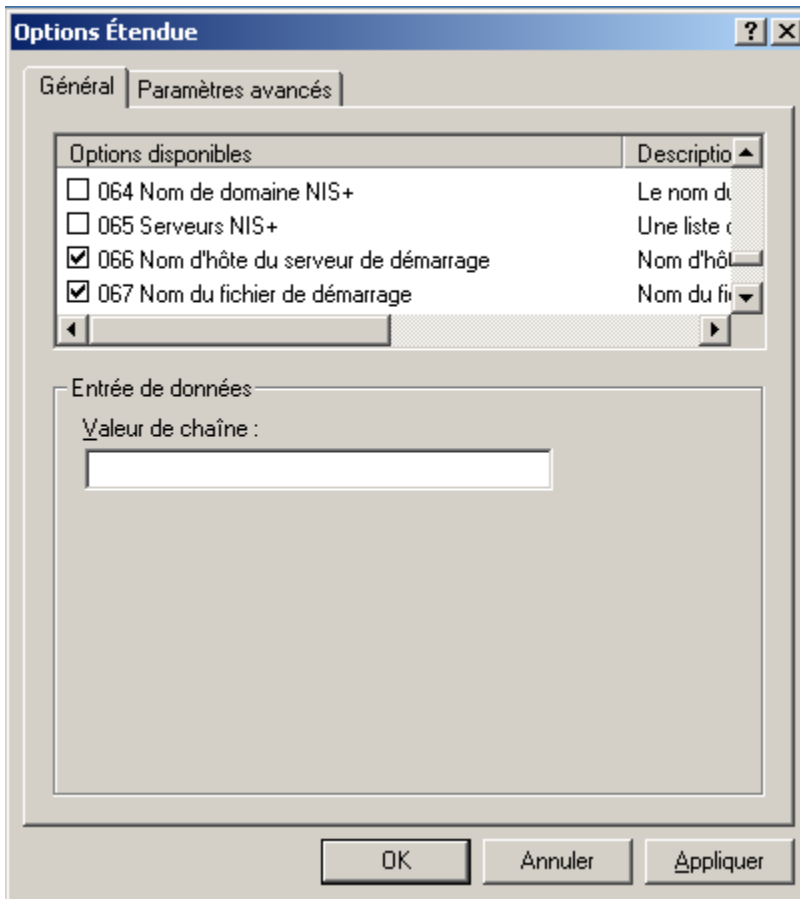 Options Étendue
Général
Paramètres avancés
Options disponibles Descriptio
064 Nom de domaine NIS+ Le nom du
065 Serveurs NIS+ Une liste
066 Nom d'hôte du serveur de démarrage Nom d'hô
067 Nom du fichier de démarrage Nom du fi
Entrée de données
Valeur de chaîne :
OK Annuler Appliquer